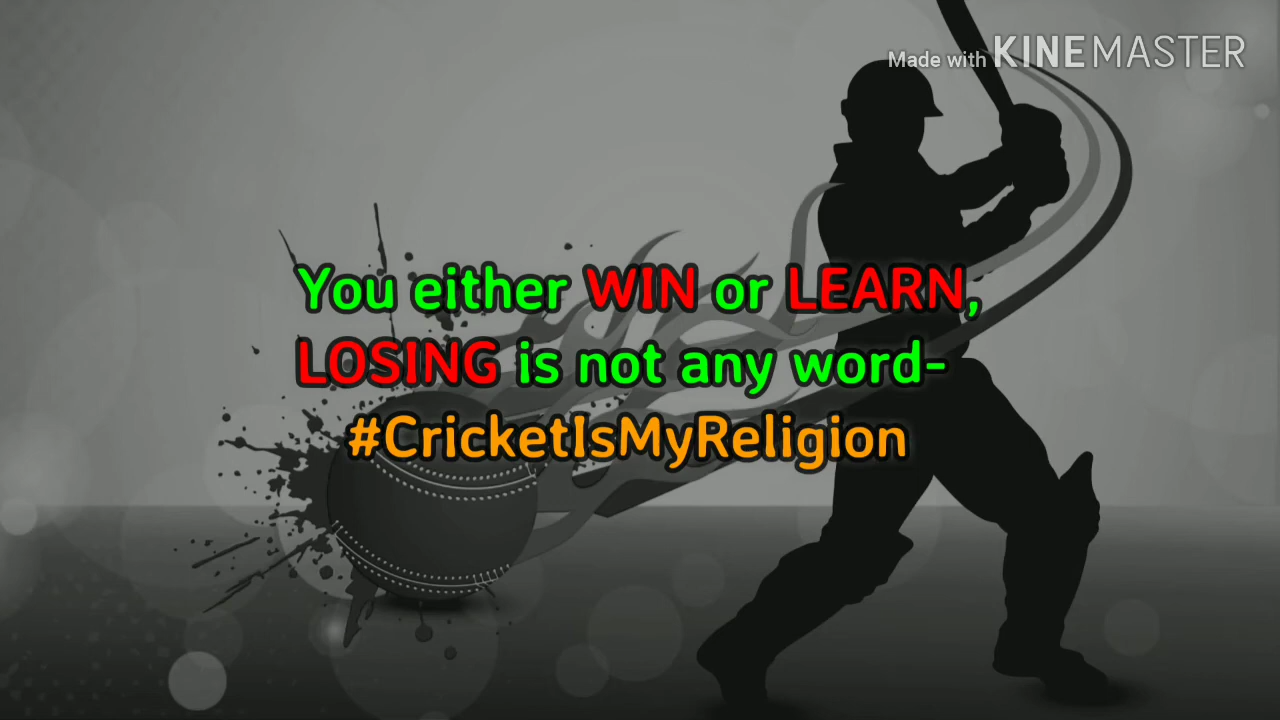 Made with KINEMASTER
You either WIN or LEARN,
LOSING is not any word-
#CricketIsMyReligion